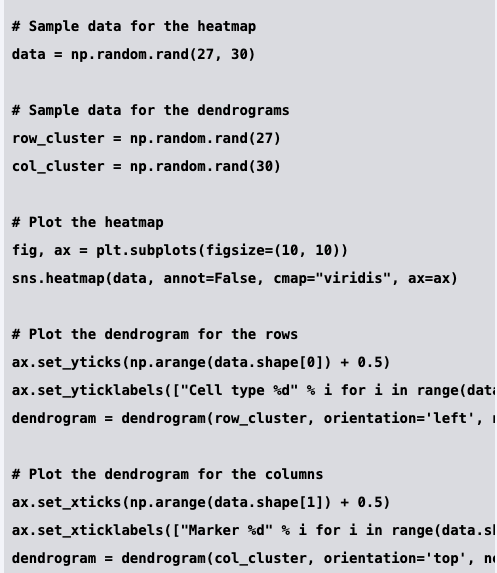 # Sample data for the heatmap
data = np.random.rand(27, 30)
# Sample data for the dendrograms
row_cluster = np.random.rand(27)
col_cluster = np.random.rand(30)
# Plot the heatmap
fig, ax = plt.subplots(figsize=(10, 10))
sns.heatmap(data, annot=False, cmap="viridis", ax=ax)
# Plot the dendrogram for the rows
ax.set_yticks(np.arange(data.shape[0]) + 0.5)
ax.set_yticklabels(["Cell type %d" % i for i in range(data
dendrogram = dendrogram(row_cluster, orientation='left',
# Plot the dendrogram for the columns
ax.set_xticks(np.arange(data.shape[1]) + 0.5)
ax.set_xticklabels(["Marker %d" % i for i in range(data.s
dendrogram = dendrogram(col_cluster, orientation='top',